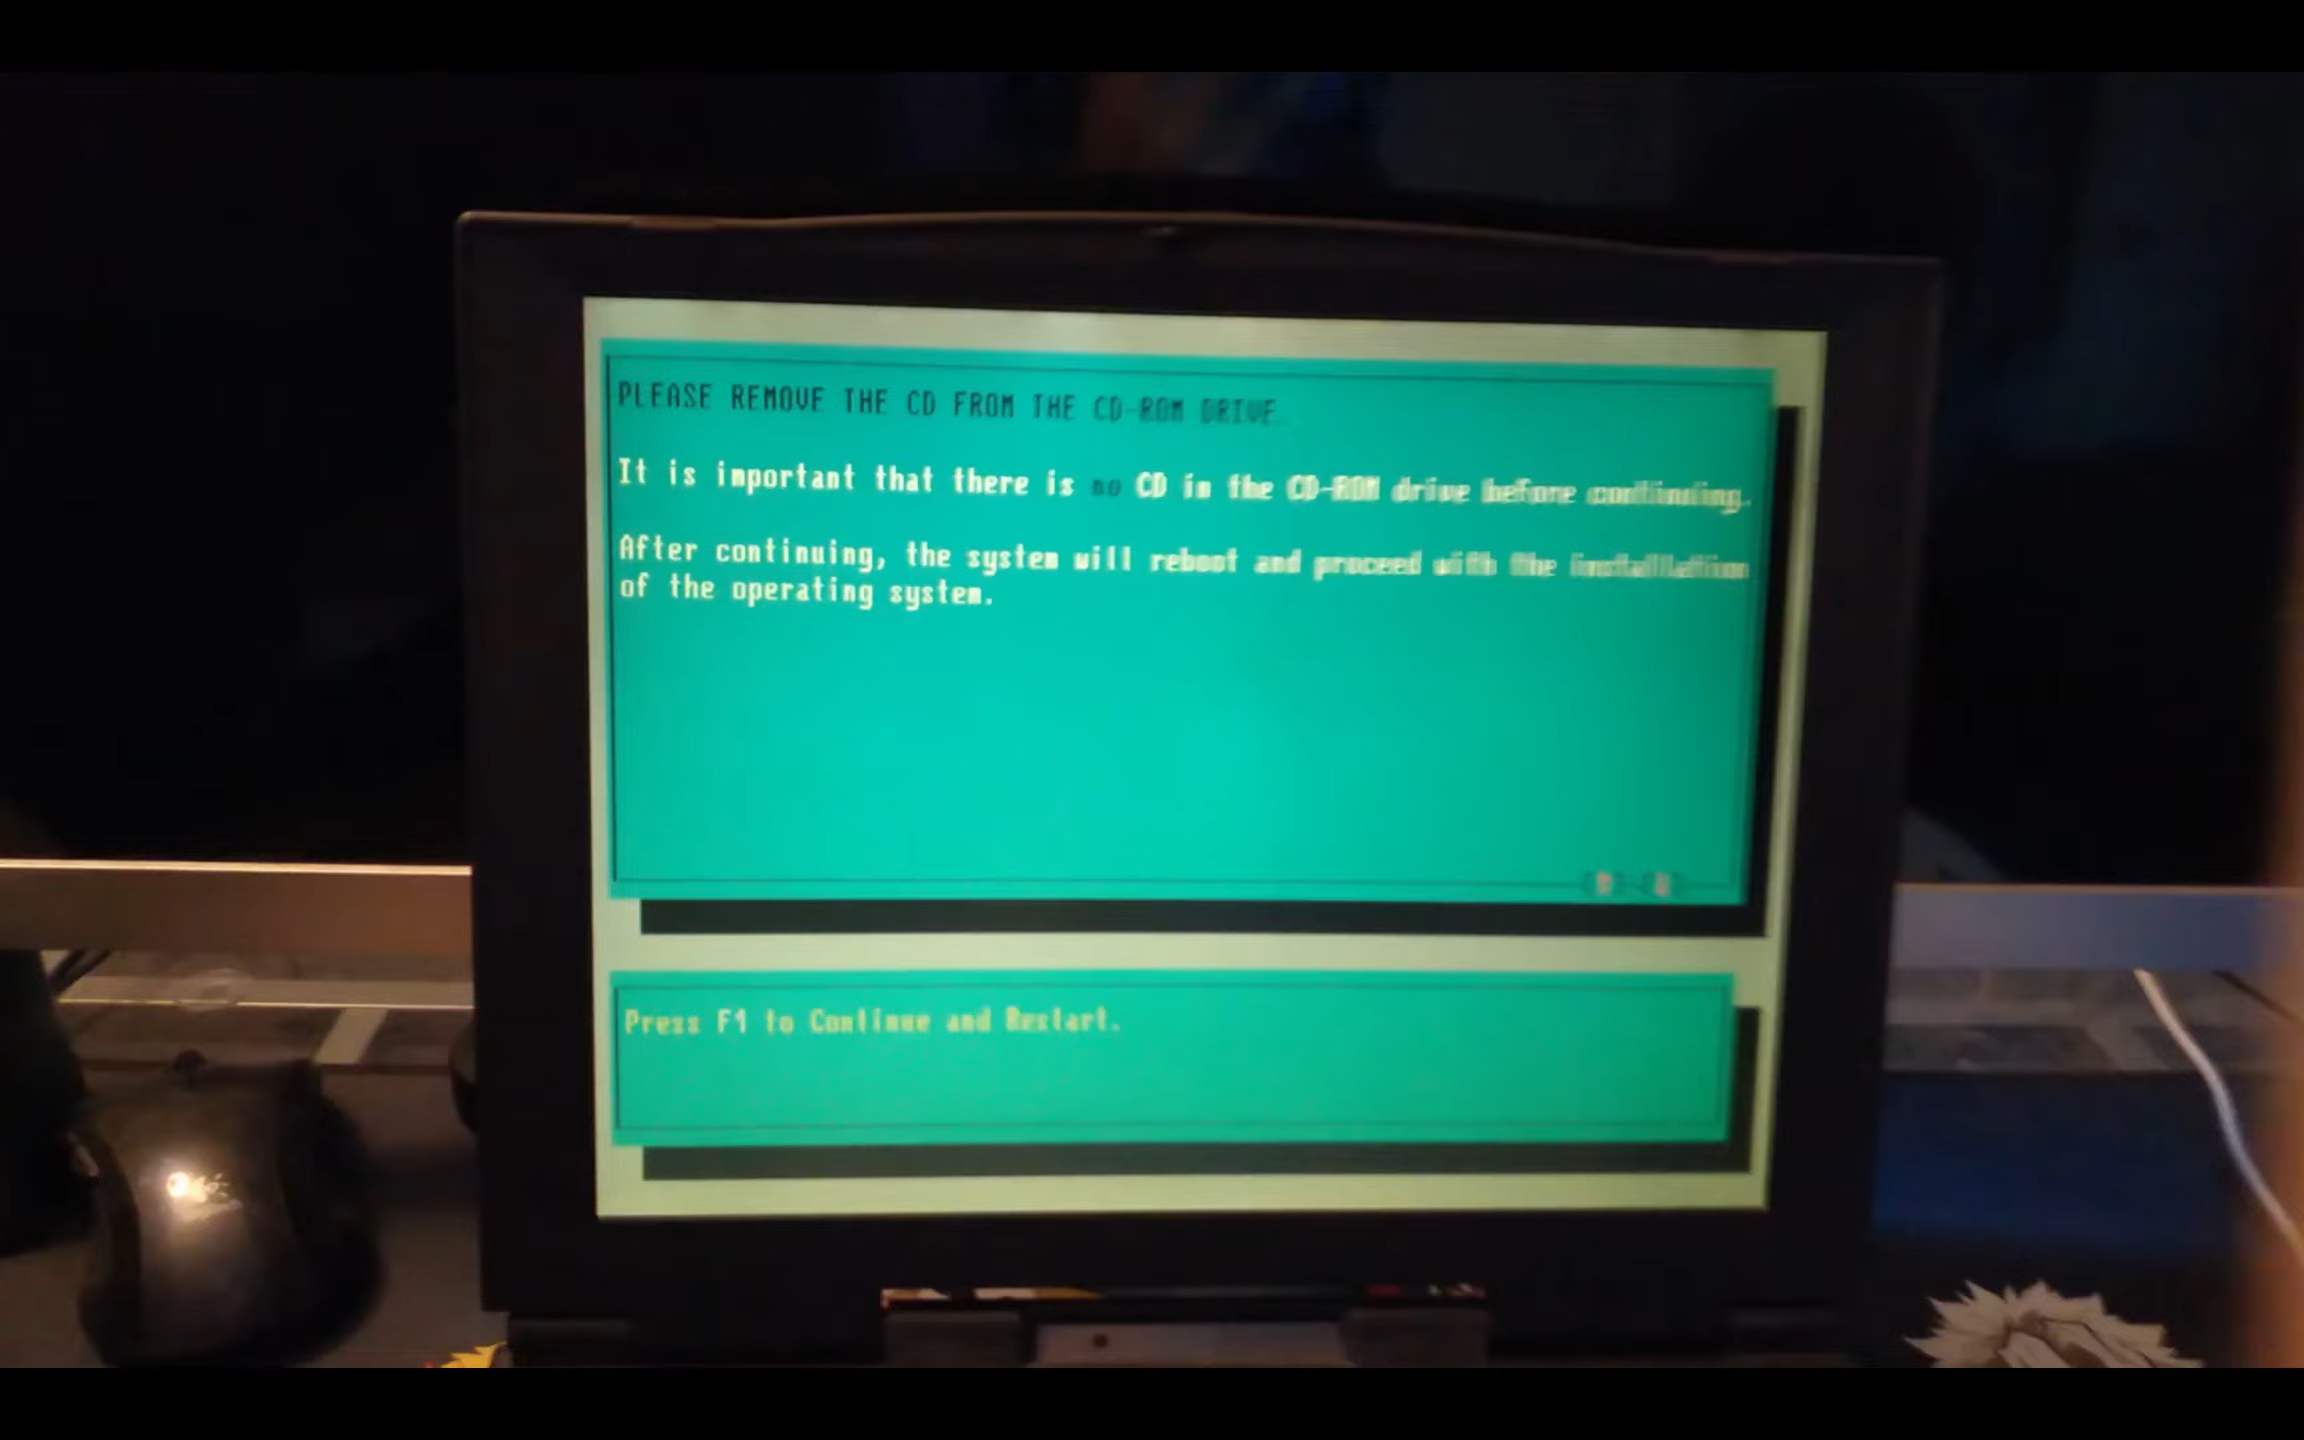 PLEASE REMOVE THE CD FROM THE CD-ROM DRIVE.
It is important that there is no CD in the CD-ROM drive before continuing.
After continuing, the system will reboot and proceed with the installation
of the operating system.
Press F1 to Continue and Restart.